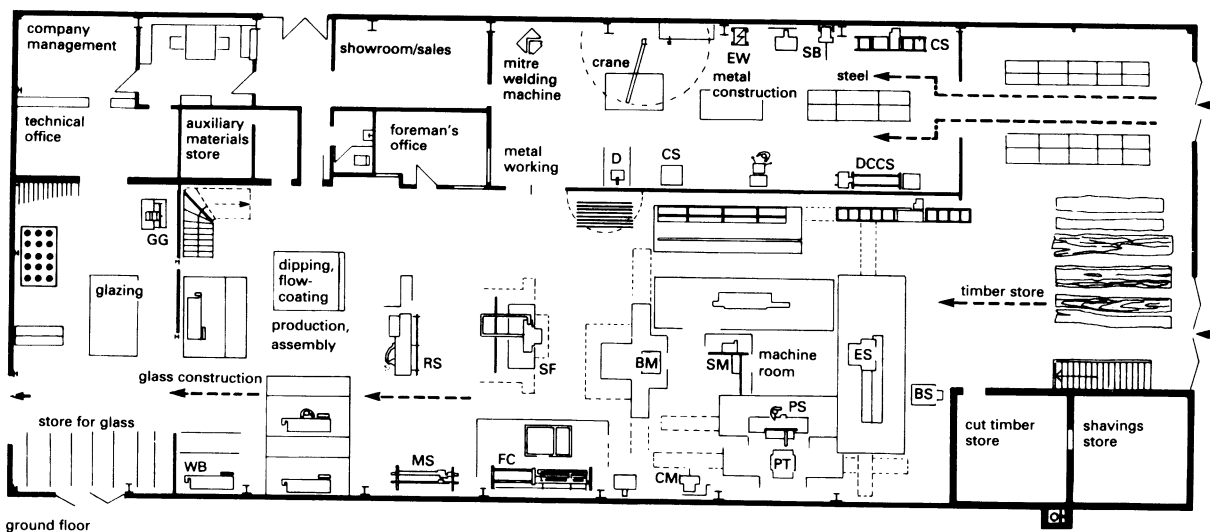 company
management
showroom/sales
mitre
welding
machine
crane
EW
metal
construction
SB
CS
steel
technical
office
auxiliary
materials
store
foreman's
office
metal
working
D
CS
DCCS
GG
glazing
dipping,
flow-
coating
production,
assembly
RS
SF
BM
SM
machine
room
ES
BS
timber store
glass construction
store for glass
WB
MS
FC
CM
PS
PT
cut timber
store
shavings
store
ground floor